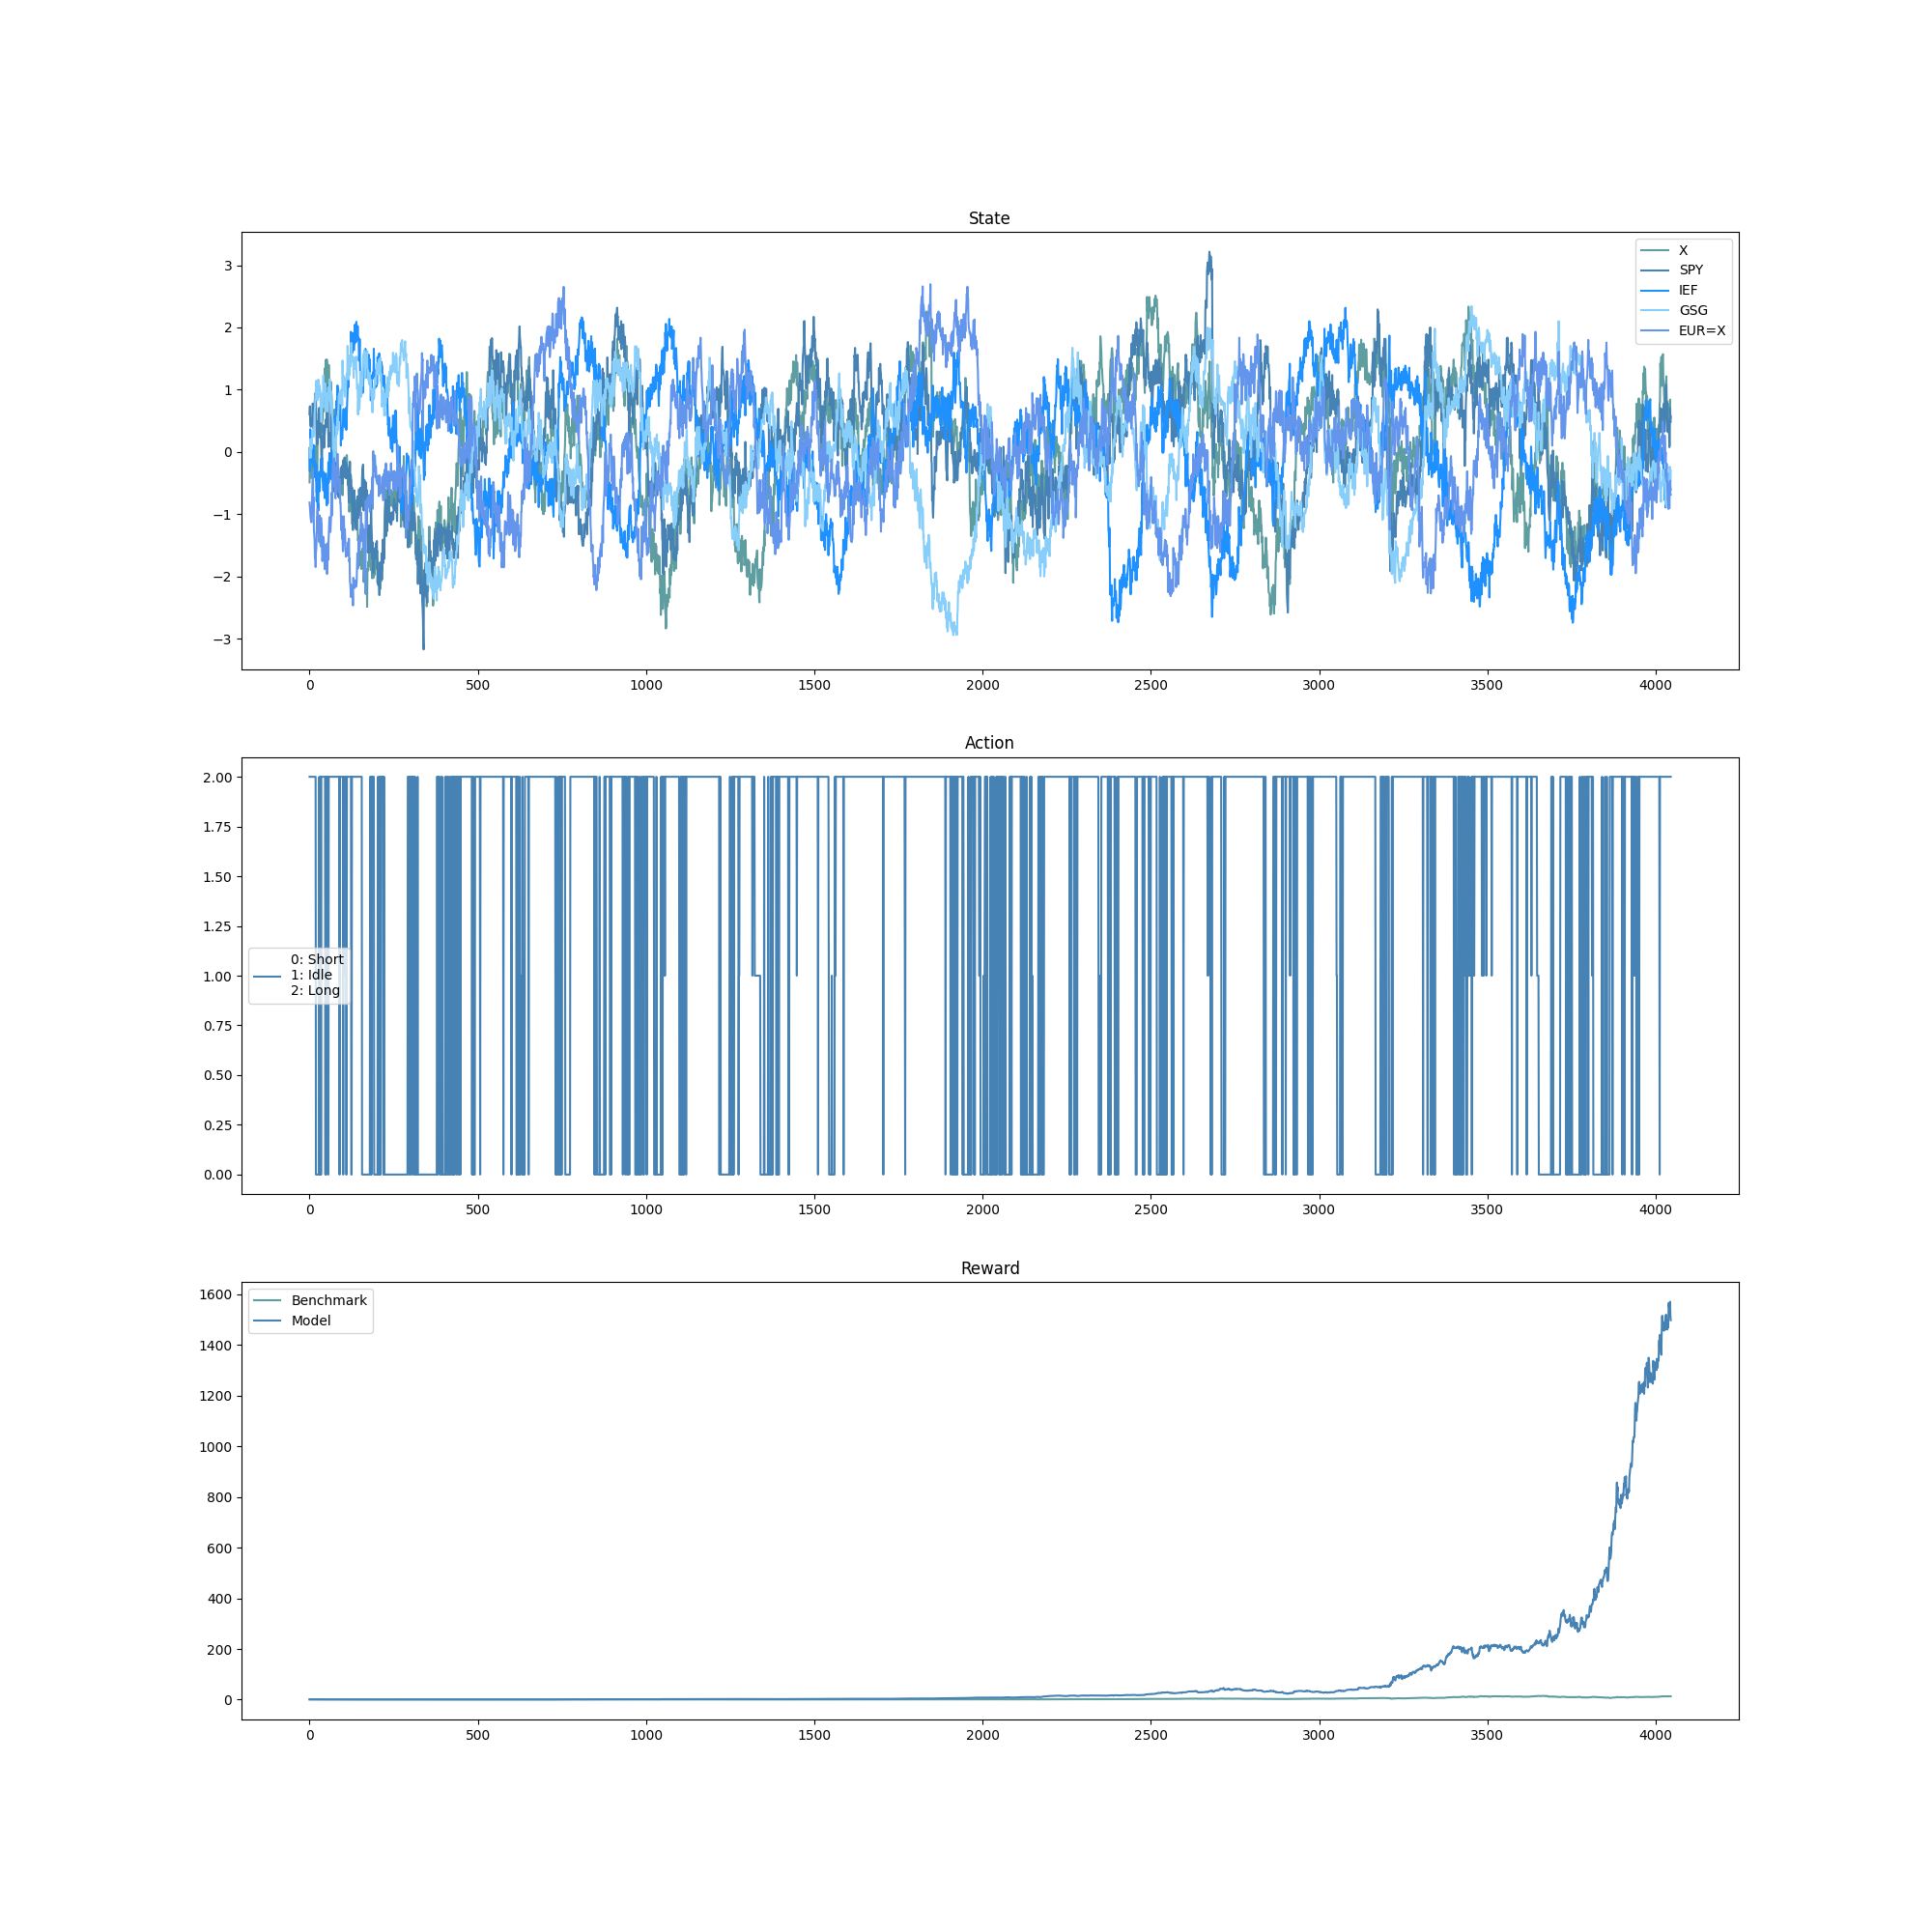 State
3
2
1
0
−1
−2
−3
X
SPY
IEF
GSG
EUR=X
0 500 1000 1500 2000 2500 3000 3500 4000
Action
2.00
1.75
1.50
1.25
1.00
0.75
0.50
0.25
0.00
0: Short
1: Idle
2: Long
0 500 1000 1500 2000 2500 3000 3500 4000
Reward
1600
1400
1200
1000
800
600
400
200
0
Benchmark
Model
0 500 1000 1500 2000 2500 3000 3500 4000